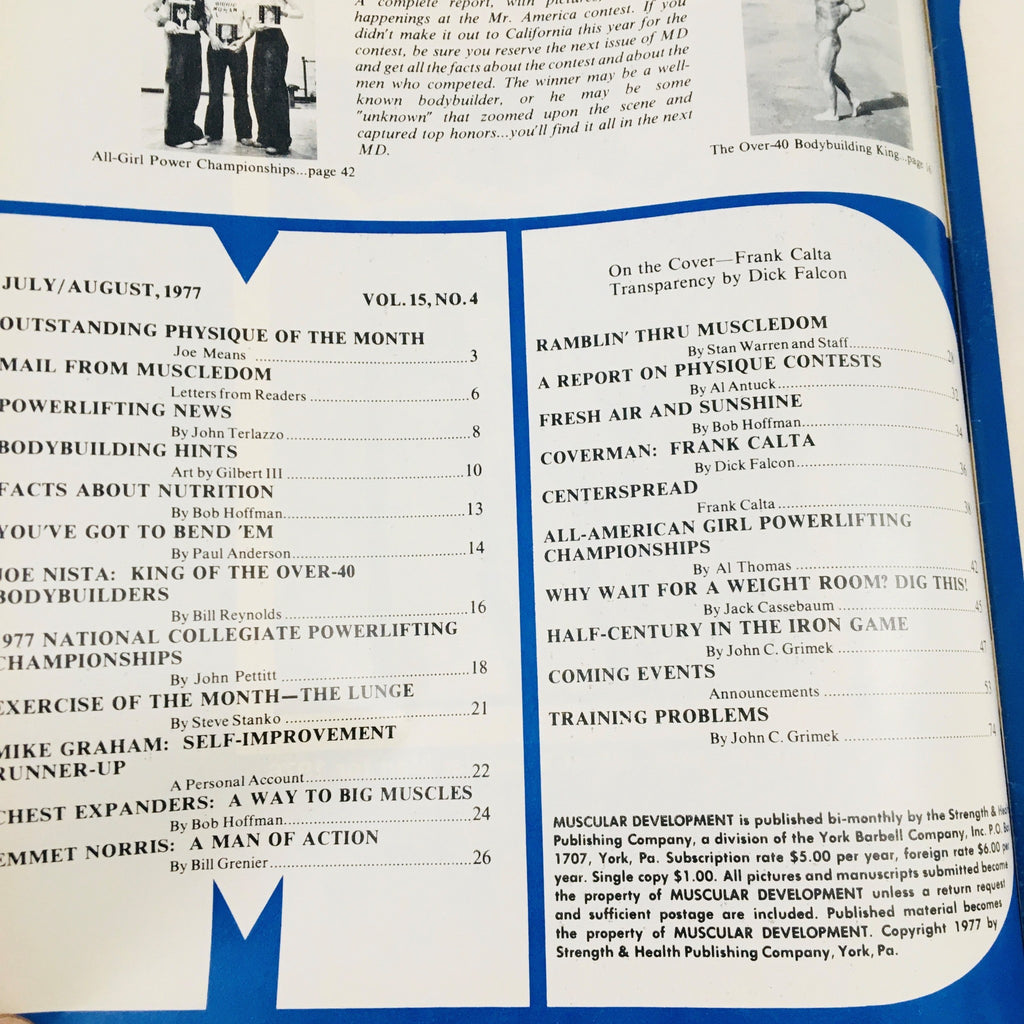 A complete report, with
happenings at the Mr. America contest. If you
didn't make it out to California this year for the
contest, be sure you reserve the next issue of MD
and get all the facts about the contest and about the
men who competed. The winner may be a well-
known bodybuilder, or he may be some
"unknown" that zoomed upon the scene and
captured top honors...you'll find it all in the next
MD.
All-Girl Power Championships...page 42
The Over-40 Bodybuilding King...page 16
JULY/AUGUST, 1977
VOL. 15, NO. 4
OUTSTANDING PHYSIQUE OF THE MONTH
Joe Means ........ 3
MAIL FROM MUSCLEDOM
Letters from Readers ........ 6
POWERLIFTING NEWS
By John Terlazzo ........ 8
BODYBUILDING HINTS
Art by Gilbert III ........ 10
FACTS ABOUT NUTRITION
By Bob Hoffman ........ 13
YOU'VE GOT TO BEND 'EM
By Paul Anderson ........ 14
JOE NISTA: KING OF THE OVER-40
BODYBUILDERS
By Bill Reynolds ........ 16
1977 NATIONAL COLLEGIATE POWERLIFTING
CHAMPIONSHIPS
By John Pettitt ........ 18
EXERCISE OF THE MONTH—THE LUNGE
By Steve Stanko ........ 21
MIKE GRAHAM: SELF-IMPROVEMENT
RUNNER-UP
A Personal Account ........ 22
CHEST EXPANDERS: A WAY TO BIG MUSCLES
By Bob Hoffman ........ 24
EMMET NORRIS: A MAN OF ACTION
By Bill Grenier ........ 26
On the Cover—Frank Calta
Transparency by Dick Falcon
RAMBLIN' THRU MUSCLEDOM
By Stan Warren and Staff ........ 28
A REPORT ON PHYSIQUE CONTESTS
By Al Antuck ........ 32
FRESH AIR AND SUNSHINE
By Bob Hoffman ........ 34
COVERMAN: FRANK CALTA
By Dick Falcon ........ 36
CENTERSPREAD
Frank Calta ........ 38
ALL-AMERICAN GIRL POWERLIFTING
CHAMPIONSHIPS
By Al Thomas ........ 42
WHY WAIT FOR A WEIGHT ROOM? DIG THIS!
By Jack Cassebaum ........ 45
HALF-CENTURY IN THE IRON GAME
By John C. Grimek ........ 47
COMING EVENTS
Announcements ........ 53
TRAINING PROBLEMS
By John C. Grimek ........ 74
MUSCULAR DEVELOPMENT is published bi-monthly by the Strength &
Publishing Company, a division of the York Barbell Company, Inc. P.O. Box
1707, York, Pa. Subscription rate $5.00 per year, foreign rate $6.00 per
year. Single copy $1.00. All pictures and manuscripts submitted become
the property of MUSCULAR DEVELOPMENT unless a return request
and sufficient postage are included. Published material becomes
the property of MUSCULAR DEVELOPMENT. Copyright 1977 by
Strength & Health Publishing Company, York, Pa.